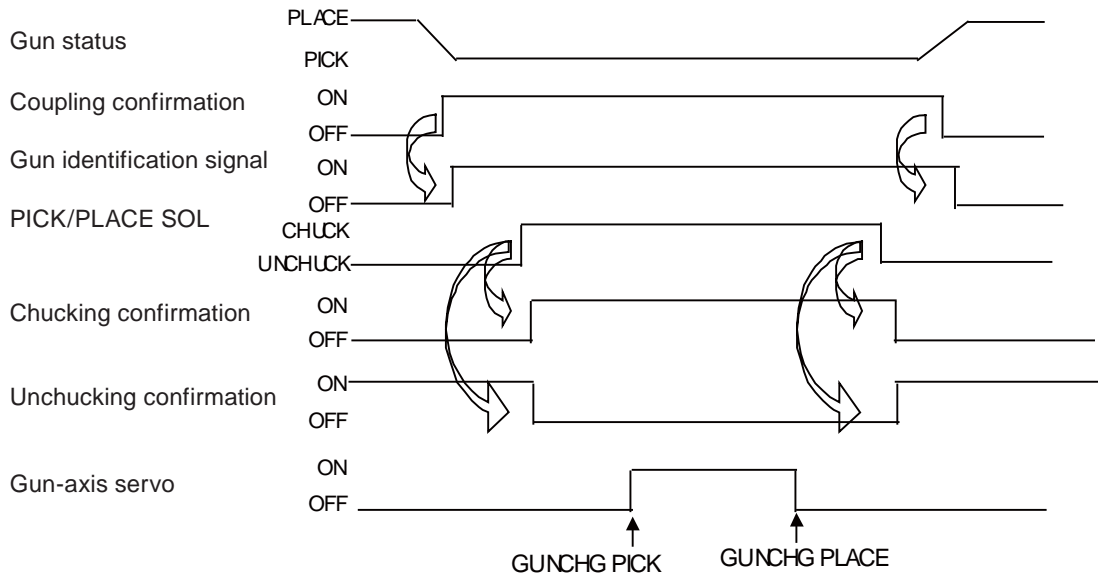 PLACE
Gun status
PICK
Coupling confirmation ON
OFF
Gun identification signal ON
OFF
PICK/PLACE SOL
CHUCK
UNCHUCK
Chucking confirmation ON
OFF
Unchucking confirmation ON
OFF
Gun-axis servo ON
OFF
GUNCHG PICK GUNCHG PLACE